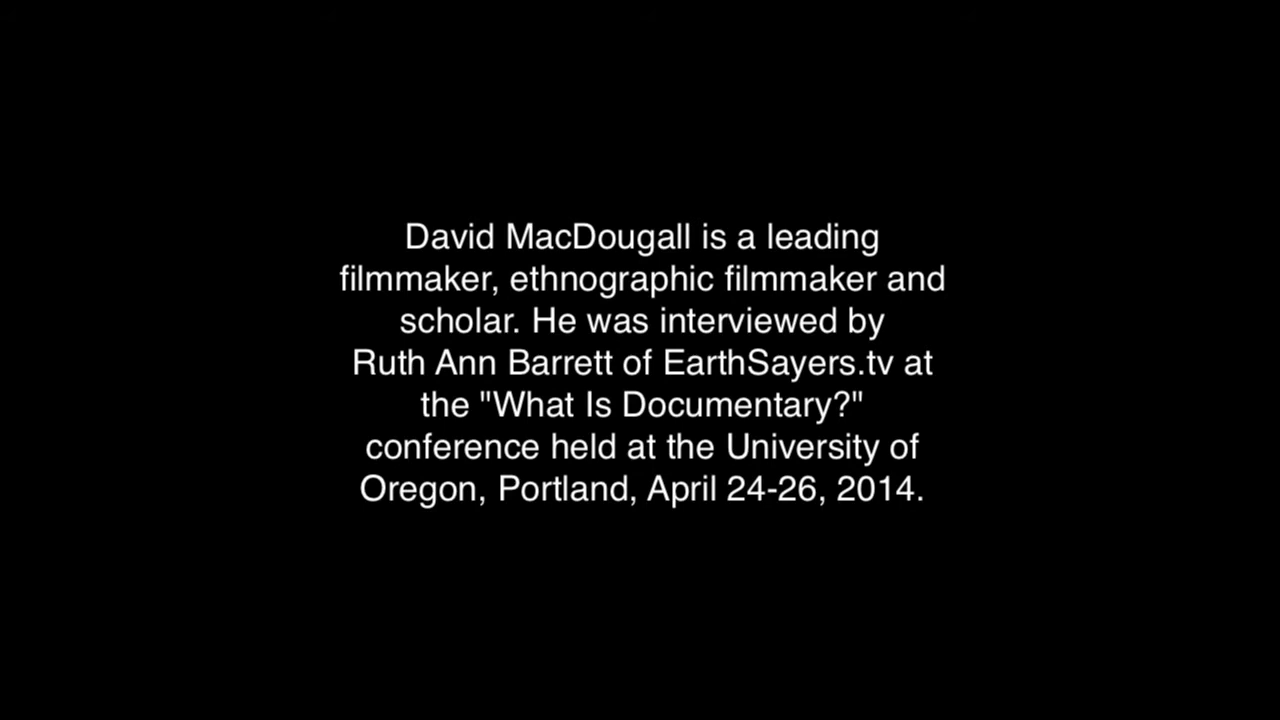 David MacDougall is a leading
filmmaker, ethnographic filmmaker and
scholar. He was interviewed by
Ruth Ann Barrett of EarthSayers.tv at
the "What Is Documentary?"
conference held at the University of
Oregon, Portland, April 24-26, 2014.